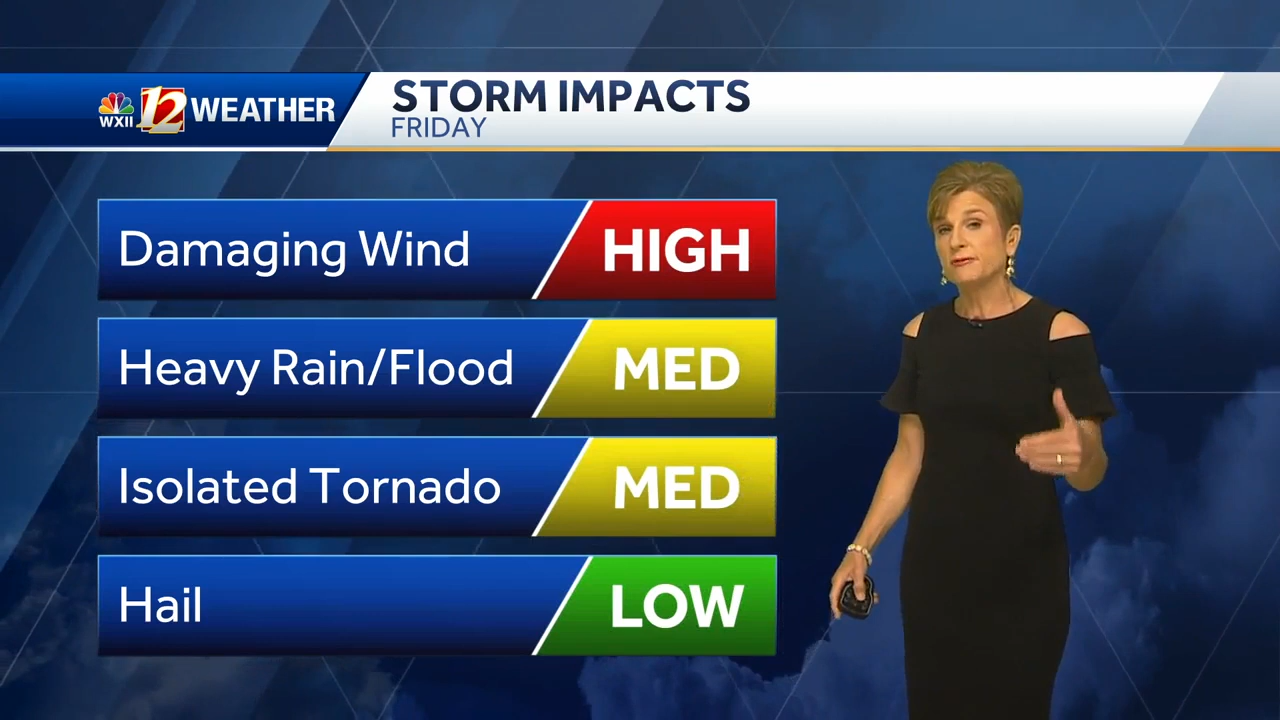 WXII 12 WEATHER
STORM IMPACTS
FRIDAY
Damaging Wind HIGH
Heavy Rain/Flood MED
Isolated Tornado MED
Hail LOW